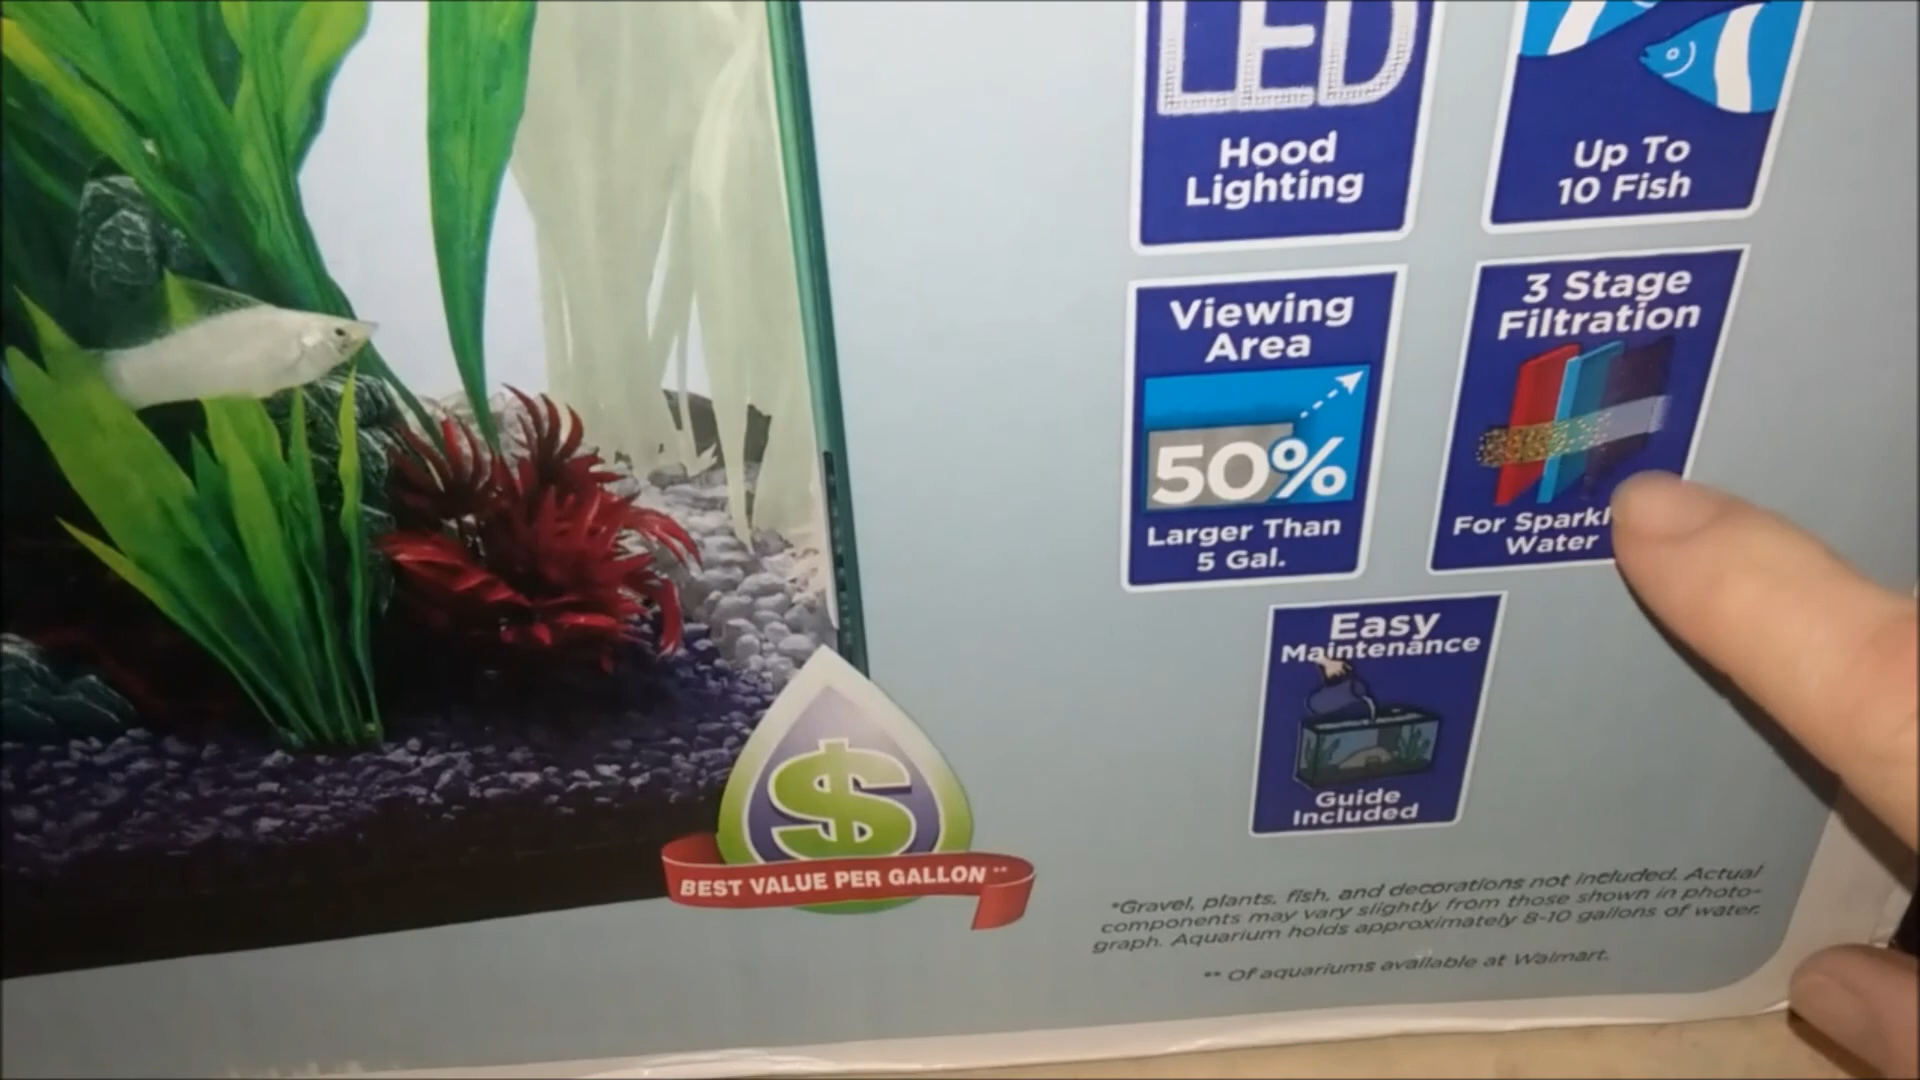 LED
Hood
Lighting
Up To
10 Fish
Viewing
Area
50%
Larger Than
5 Gal.
3 Stage
Filtration
For
Water
Easy
Maintenance
Guide
Included
$
BEST VALUE PER GALLON **
*Gravel, plants, fish, and decorations not included. Actual
components may vary slightly from those shown in photo-
graph. Aquarium holds approximately 8-10 gallons of water.
** Of aquariums available at Walmart.